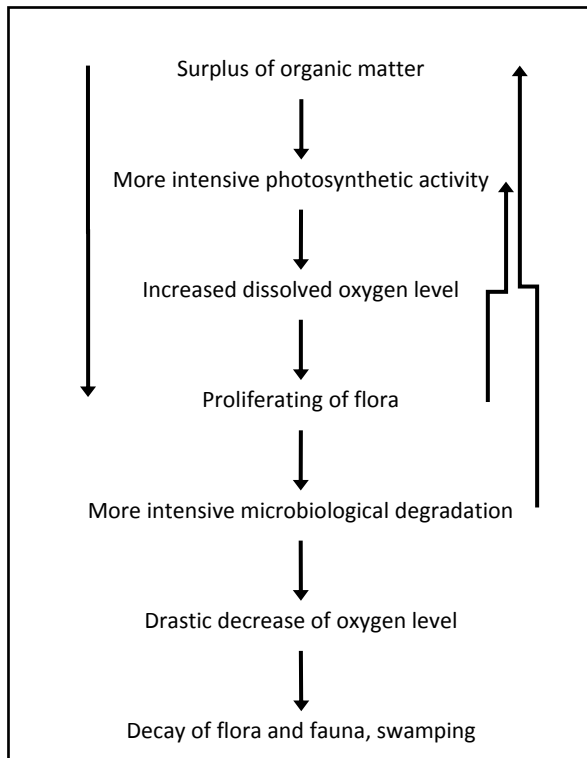 Surplus of organic matter
More intensive photosynthetic activity
Increased dissolved oxygen level
Proliferating of flora
More intensive microbiological degradation
Drastic decrease of oxygen level
Decay of flora and fauna, swamping